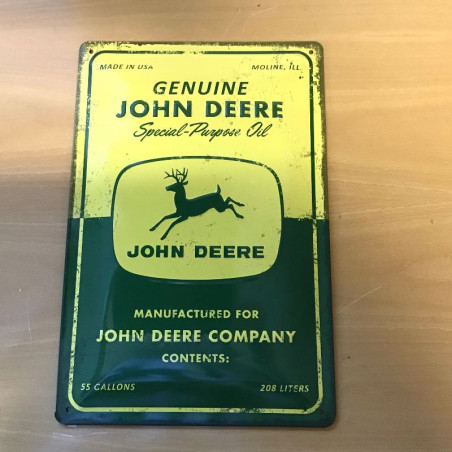 MADE IN USA MOLINE, ILL.
GENUINE
JOHN DEERE
Special-Purpose Oil
JOHN DEERE
MANUFACTURED FOR
JOHN DEERE COMPANY
CONTENTS:
55 GALLONS 208 LITERS